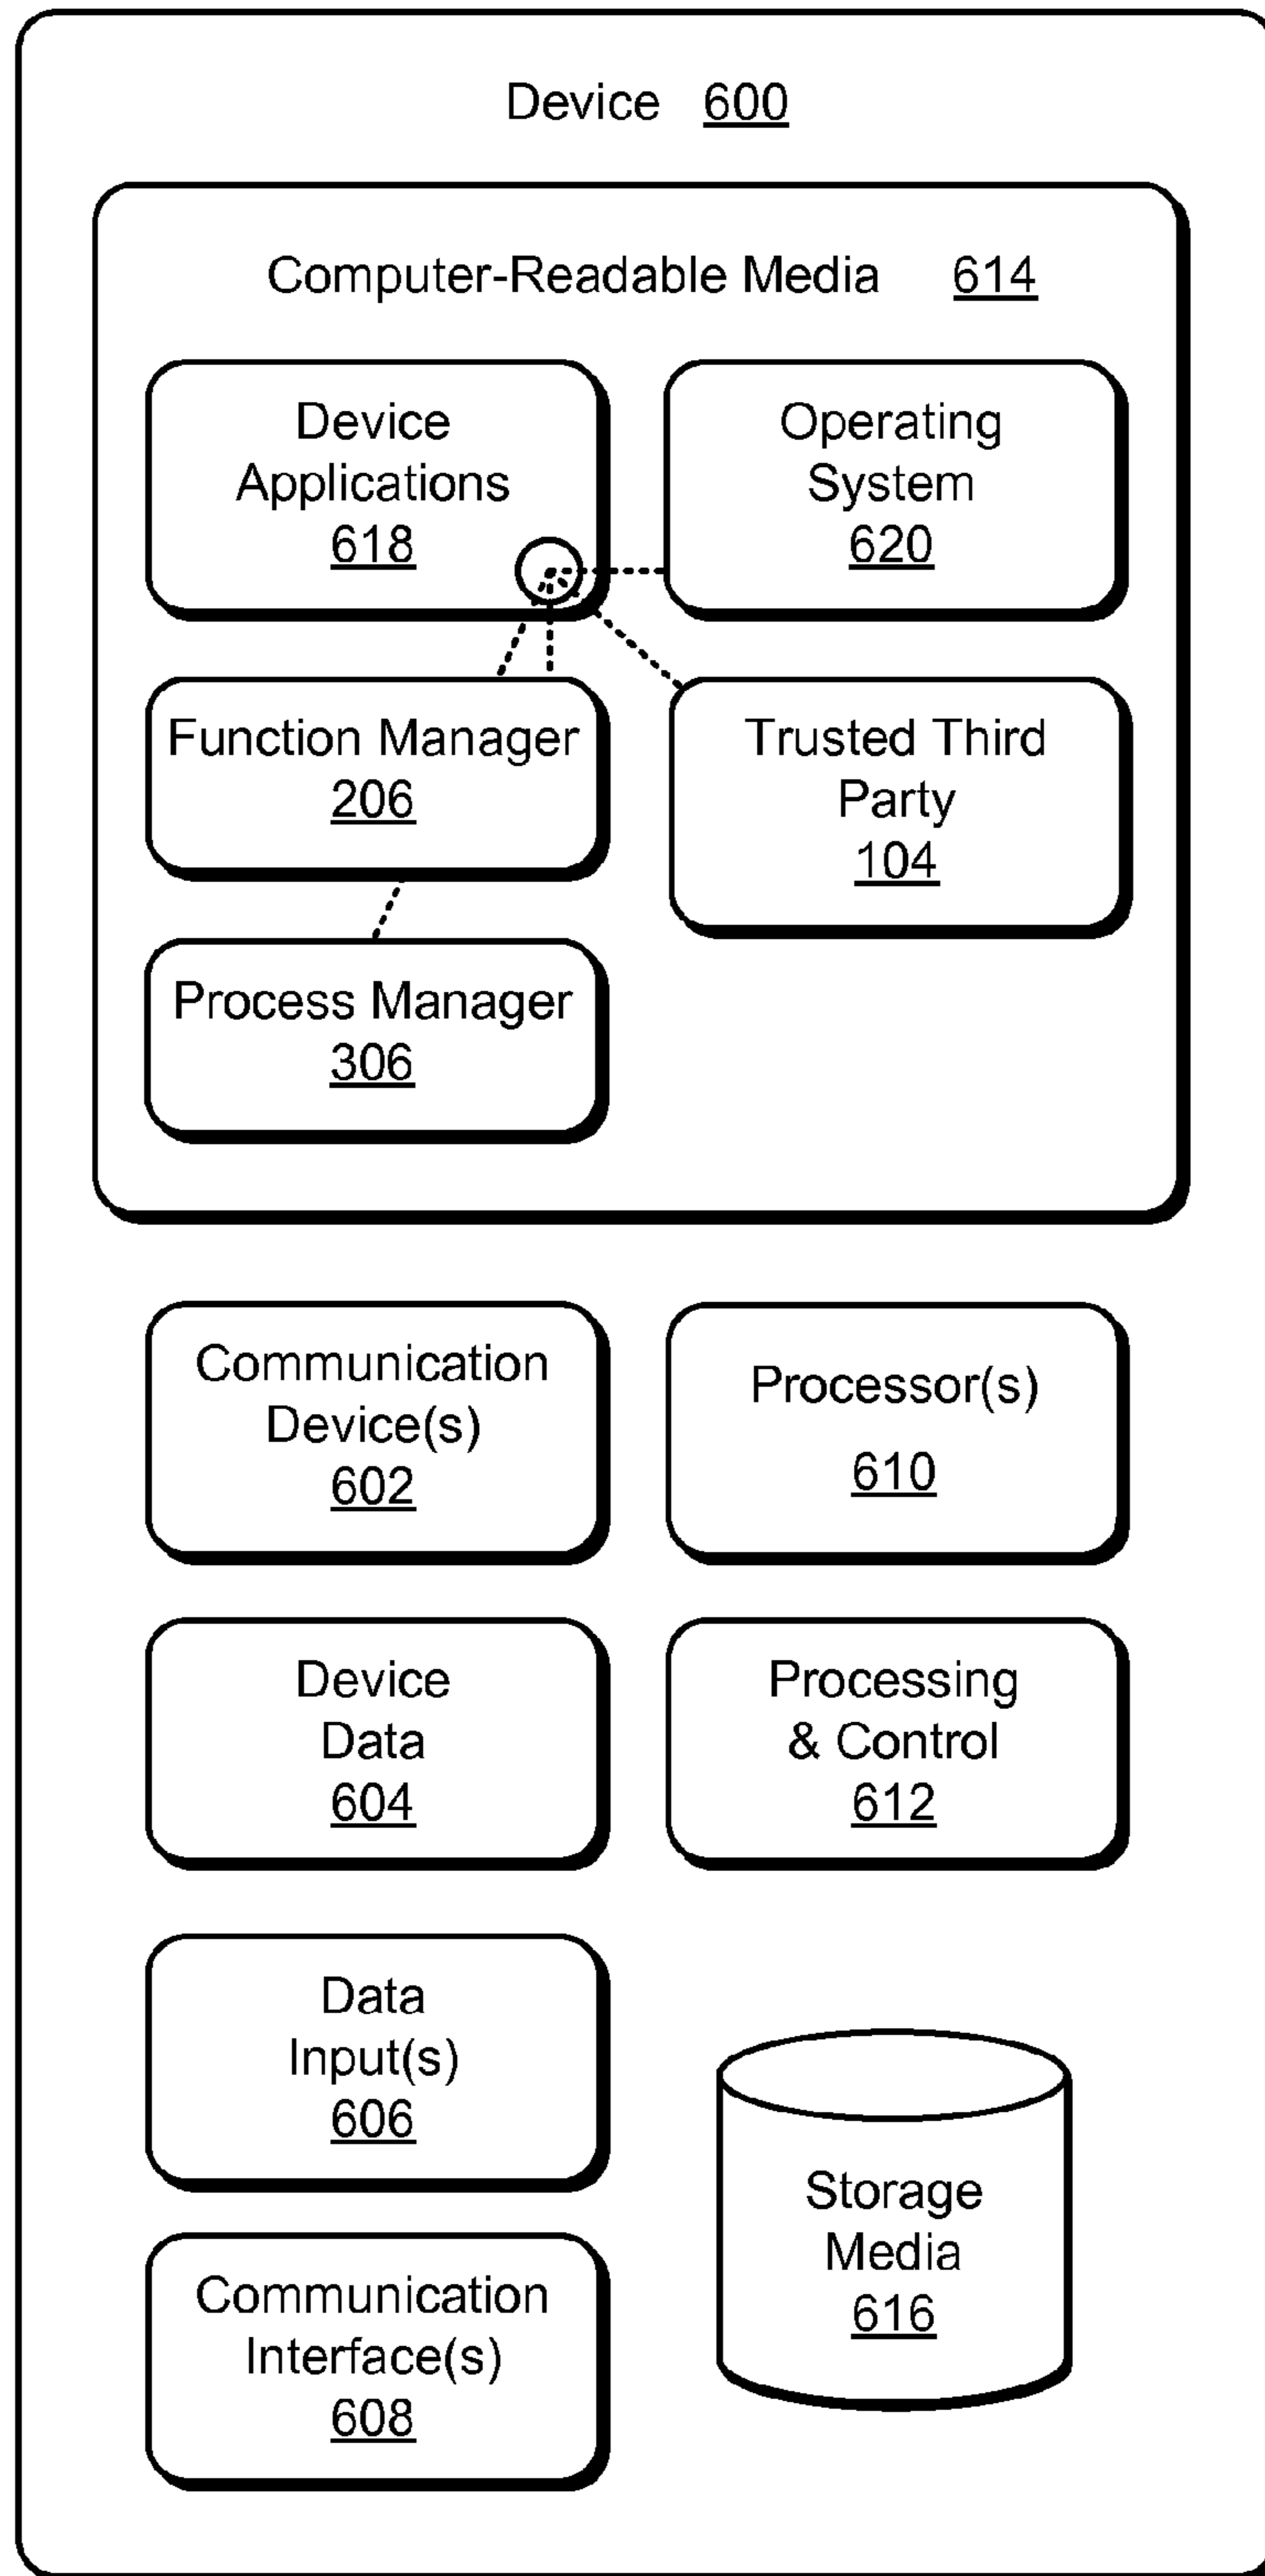 Device 600
Computer-Readable Media 614
Device
Applications
618
Operating
System
620
Function Manager
206
Trusted Third
Party
104
Process Manager
306
Communication
Device(s)
602
Processor(s)
610
Device
Data
604
Processing
& Control
612
Data
Input(s)
606
Storage
Media
616
Communication
Interface(s)
608